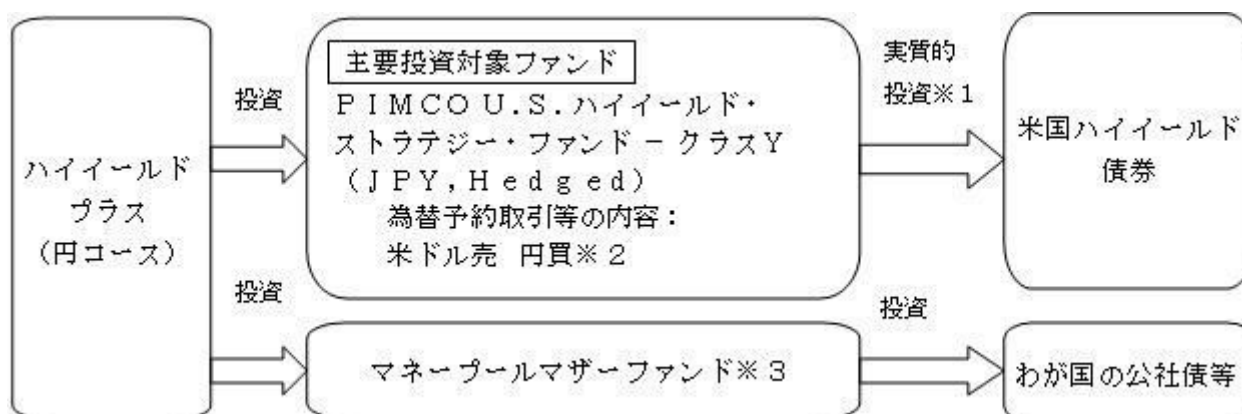 ハイイールド
プラス
（円コース）
投資
主要投資対象ファンド
ＰＩＭＣＯ Ｕ.Ｓ.ハイイールド・
ストラテジー・ファンド － クラスＹ
（ＪＰＹ,Ｈｅｄｇｅｄ）
為替予約取引等の内容：
米ドル売　円買※２
実質的
投資※１
米国ハイイールド
債券
投資
マネープールマザーファンド※３
投資
わが国の公社債等